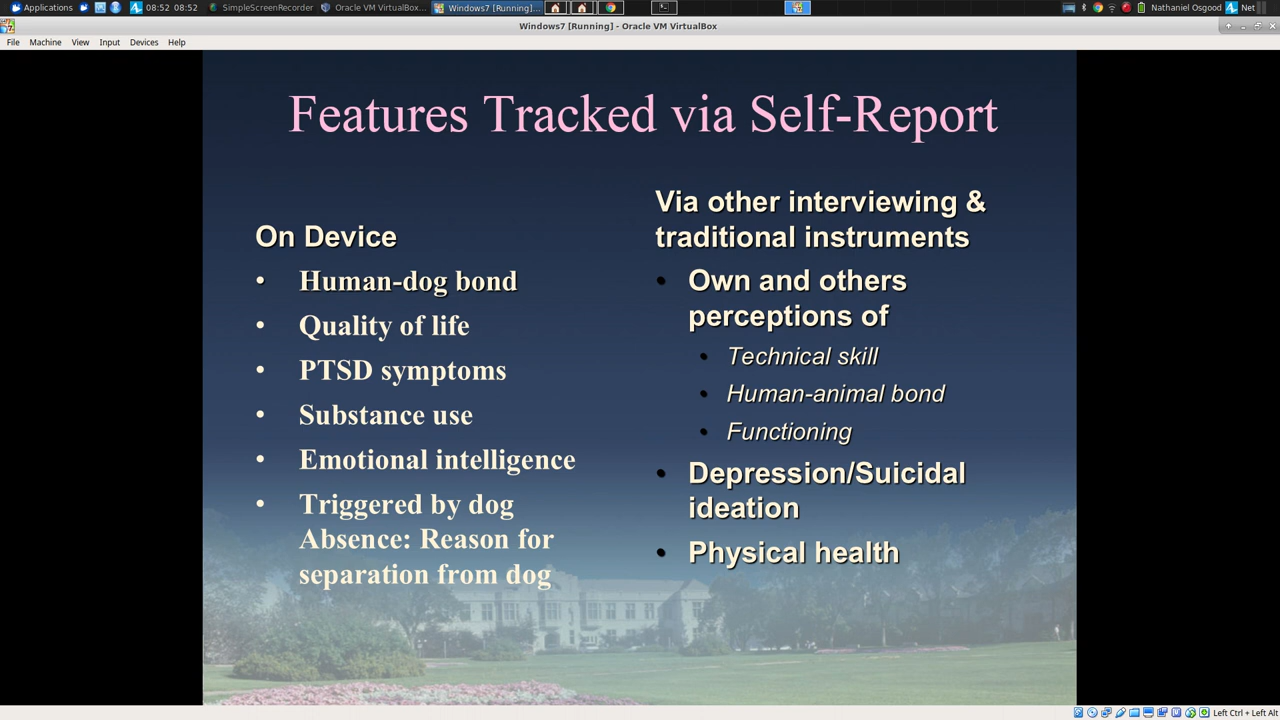 Applications
08:52 08:52
SimpleScreenRecorder
Oracle VM VirtualBox...
Windows7 [Running]...
Nathaniel Osgood
Net
Windows7 [Running] - Oracle VM VirtualBox
File Machine View Input Devices Help
Features Tracked via Self-Report
On Device
• Human-dog bond
• Quality of life
• PTSD symptoms
• Substance use
• Emotional intelligence
• Triggered by dog
Absence: Reason for
separation from dog
Via other interviewing &
traditional instruments
• Own and others
perceptions of
• Technical skill
• Human-animal bond
• Functioning
• Depression/Suicidal
ideation
• Physical health
Left Ctrl + Left Alt